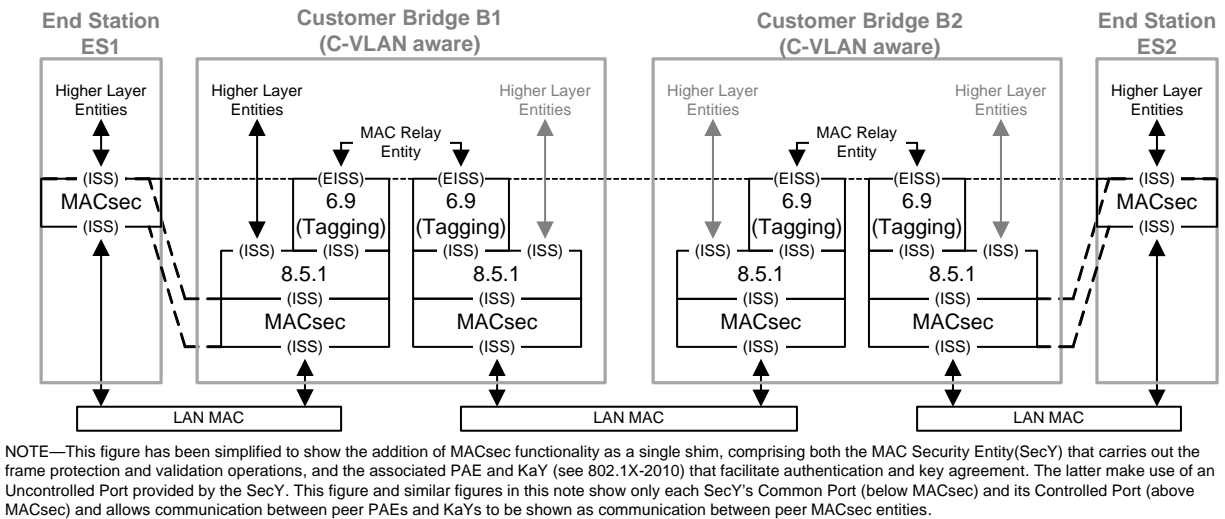 End Station
ES1
Customer Bridge B1
(C-VLAN aware)
Customer Bridge B2
(C-VLAN aware)
End Station
ES2
Higher Layer
Entities
Higher Layer
Entities
Higher Layer
Entities
Higher Layer
Entities
Higher Layer
Entities
Higher Layer
Entities
MAC Relay
Entity
MAC Relay
Entity
(ISS)
MACsec
(ISS)
(EISS)
6.9
(Tagging)
(ISS)
(ISS)
8.5.1
(ISS)
MACsec
(ISS)
(EISS)
6.9
(Tagging)
(ISS)
(ISS)
8.5.1
(ISS)
MACsec
(ISS)
(EISS)
6.9
(Tagging)
(ISS)
(ISS)
8.5.1
(ISS)
MACsec
(ISS)
(EISS)
6.9
(Tagging)
(ISS)
(ISS)
8.5.1
(ISS)
MACsec
(ISS)
(ISS)
MACsec
(ISS)
LAN MAC
LAN MAC
LAN MAC
NOTE—This figure has been simplified to show the addition of MACsec functionality as a single shim, comprising both the MAC Security Entity(SecY) that carries out the
frame protection and validation operations, and the associated PAE and KaY (see 802.1X-2010) that facilitate authentication and key agreement. The latter make use of an
Uncontrolled Port provided by the SecY. This figure and similar figures in this note show only each SecY's Common Port (below MACsec) and its Controlled Port (above
MACsec) and allows communication between peer PAEs and KaYs to be shown as communication between peer MACsec entities.